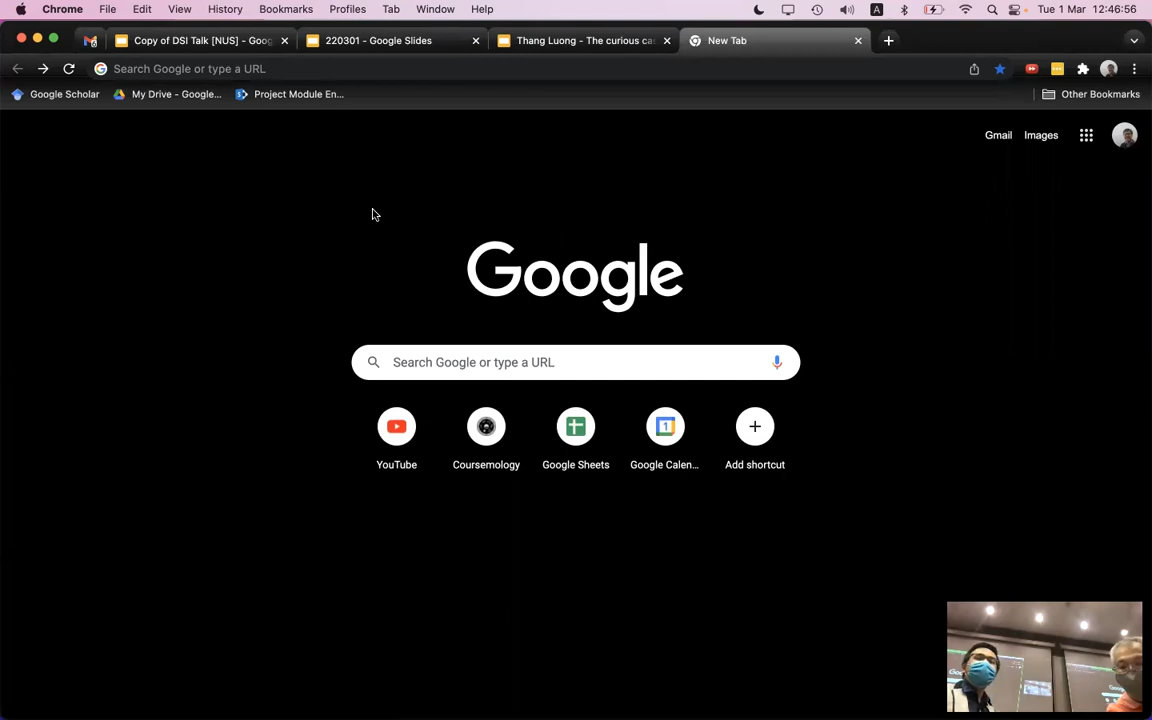 Chrome File Edit View History Bookmarks Profiles Tab Window Help A Tue 1 Mar 12:46:56
Copy of DSI Talk [NUS] - Goog 220301 - Google Slides Thang Luong - The curious cas New Tab
Search Google or type a URL
Google Scholar My Drive - Google... Project Module En... Other Bookmarks
Gmail Images
Google
Search Google or type a URL
1
YouTube Coursemology Google Sheets Google Calen... Add shortcut